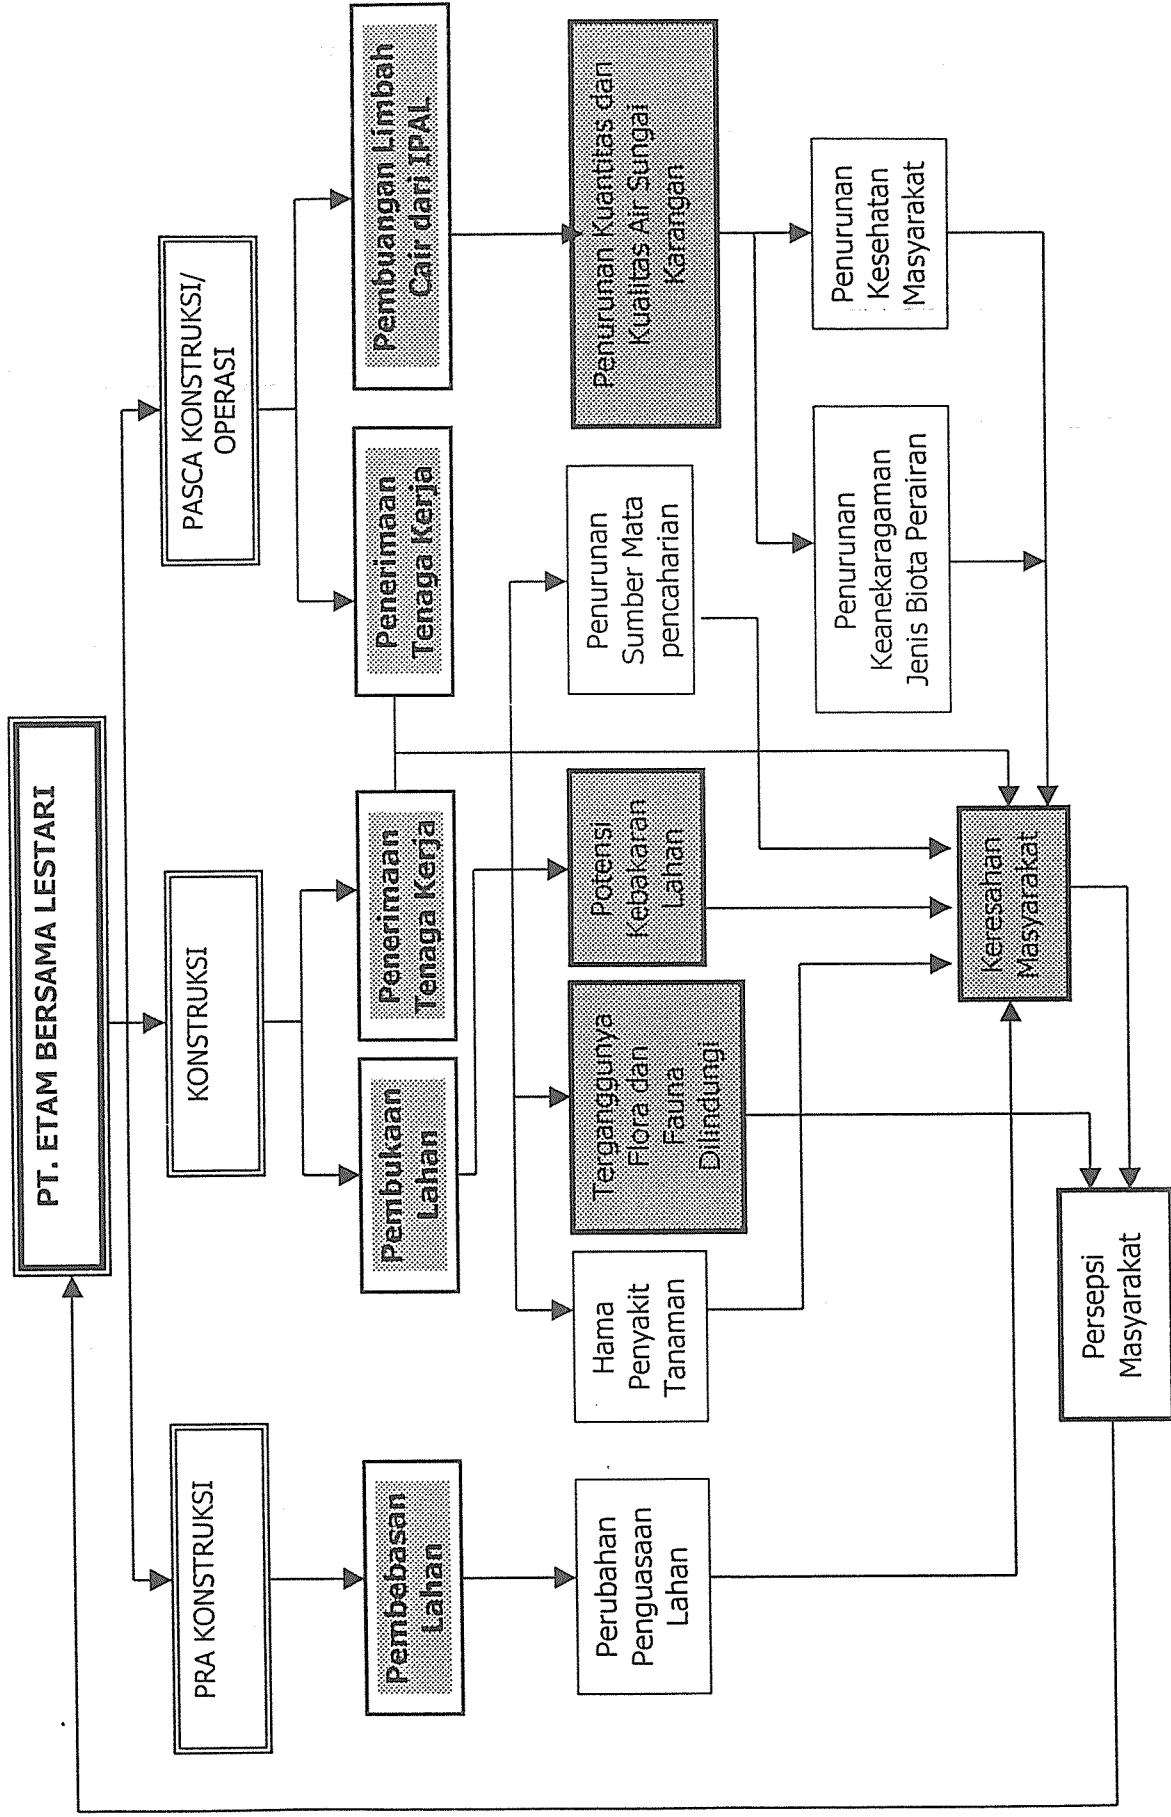 PT. ETAM BERSAMA LESTARI
PRA KONSTRUKSI
KONSTRUKSI
PASCA KONSTRUKSI/
OPERASI
Pembebasan
Lahan
Pembukaan
Lahan
Penerimaan
Tenaga Kerja
Penerimaan
Tenaga Kerja
Pembuangan Limbah
Cair dari IPAL
Perubahan
Penguasaan
Lahan
Hama
Penyakit
Tanaman
Terganggunya
Flora dan
Fauna
Dilindungi
Potensi
Kebakaran
Lahan
Penurunan
Sumber Mata
pencaharian
Penurunan Kuantitas dan
Kualitas Air Sungai
Karangan
Penurunan
Keanekaragaman
Jenis Biota Perairan
Penurunan
Kesehatan
Masyarakat
Keresahan
Masyarakat
Persepsi
Masyarakat